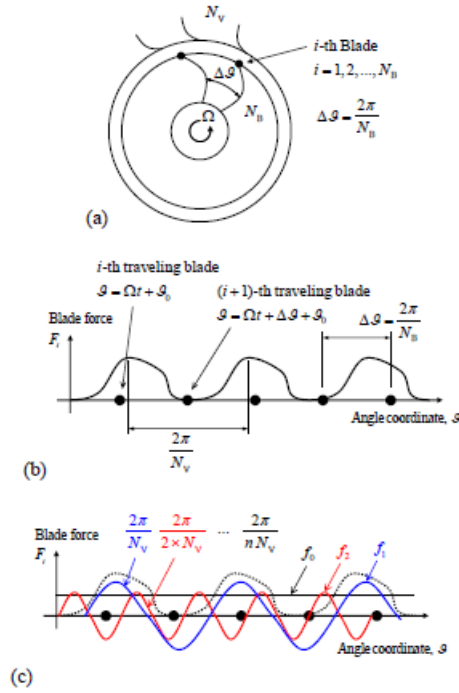 N_V
i-th Blade
i = 1, 2, ..., N_B
Δϑ
Ω
N_B
Δϑ = 2π / N_B
(a)
i-th traveling blade
ϑ = Ωt + ϑ_0
(i+1)-th traveling blade
ϑ = Ωt + Δϑ + ϑ_0
Δϑ = 2π / N_B
Blade force
F_i
Angle coordinate, ϑ
2π / N_V
(b)
Blade force
F_i
2π / N_V 2π / 2 × N_V ... 2π / nN_V
f_0 f_2 f_1
Angle coordinate, ϑ
(c)